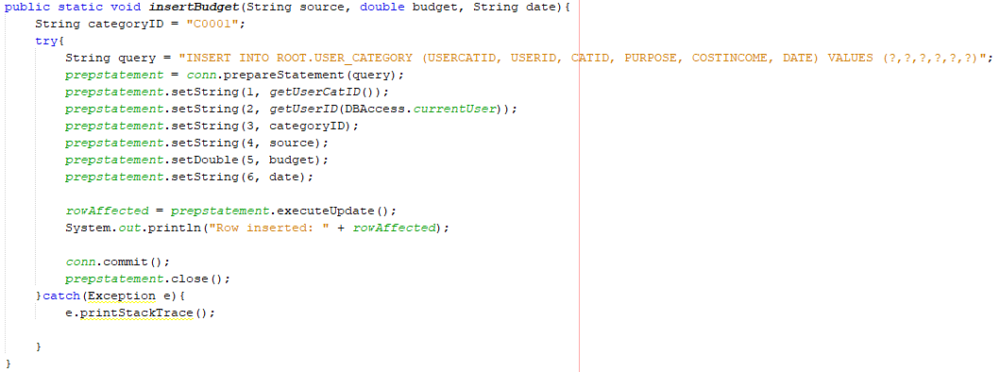 public static void insertBudget(String source, double budget, String date){
    String categoryID = "C0001";
    try{
        String query = "INSERT INTO ROOT.USER_CATEGORY (USERCATID, USERID, CATID, PURPOSE, COSTINCOME, DATE) VALUES (?,?,?,?,?,?)";
        prepstatement = conn.prepareStatement(query);
        prepstatement.setString(1, getUserCatID());
        prepstatement.setString(2, getUserID(DBAccess.currentUser));
        prepstatement.setString(3, categoryID);
        prepstatement.setString(4, source);
        prepstatement.setDouble(5, budget);
        prepstatement.setString(6, date);

        rowAffected = prepstatement.executeUpdate();
        System.out.println("Row inserted: " + rowAffected);

        conn.commit();
        prepstatement.close();
    }catch(Exception e){
        e.printStackTrace();

    }
}